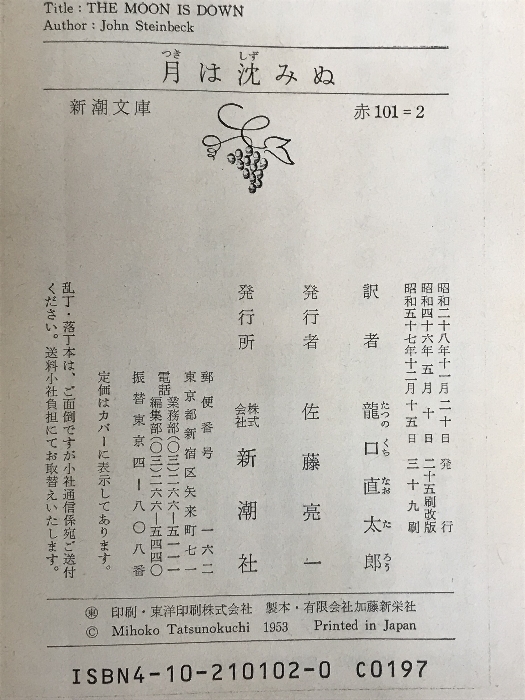 Title : THE MOON IS DOWN
Author : John Steinbeck
月は沈みぬ
つき
しず
新潮文庫
赤101=2
昭和二十八年十一月二十日 発行
昭和四十六年五月十日 二十五刷改版
昭和五十七年十二月十五日 三十九刷
訳者 龍口直太郎
たつの くち なお た ろう
発行者 佐藤亮一
発行所 株式会社 新潮社
郵便番号 一六二
東京都新宿区矢来町七一
電話 業務部(〇三)二六六―五一一一
編集部(〇三)二六六―五四四〇
振替東京四―八〇八番
定価はカバーに表示してあります。
乱丁・落丁本は、ご面倒ですが小社通信係宛ご送付
ください。送料小社負担にてお取替えいたします。
印刷・東洋印刷株式会社 製本・有限会社加藤新栄社
© Mihoko Tatsunokuchi 1953 Printed in Japan
ISBN4-10-210102-0 C0197